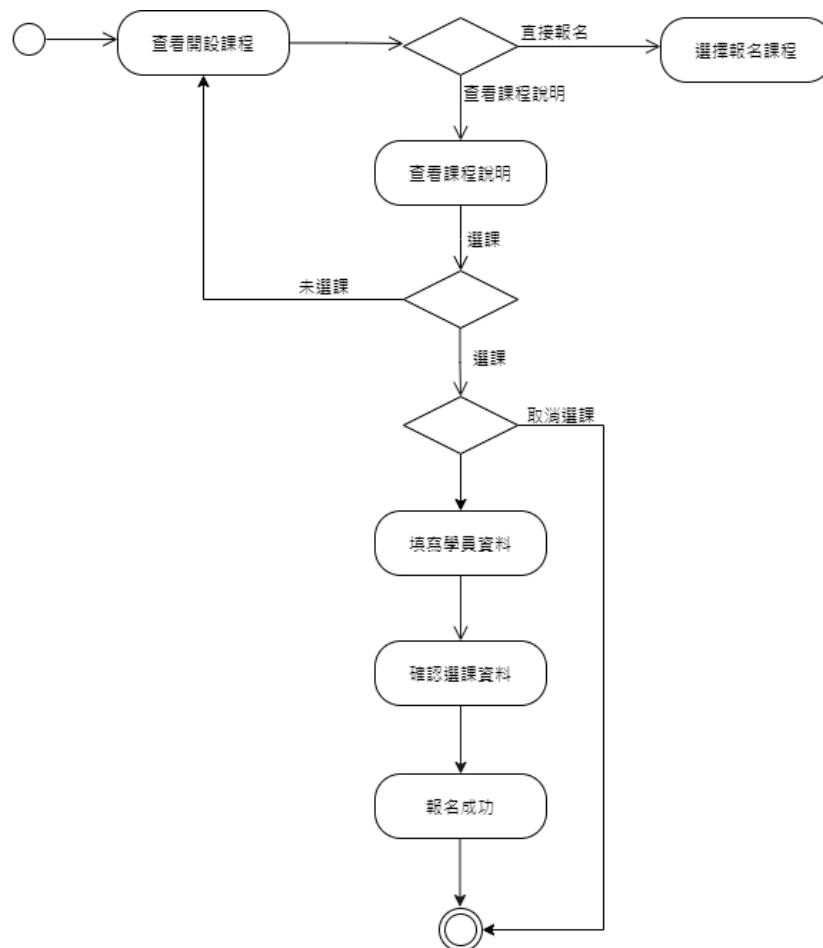 查看開設課程
直接報名
選擇報名課程
查看課程說明
查看課程說明
選課
未選課
選課
取消選課
填寫學員資料
確認選課資料
報名成功